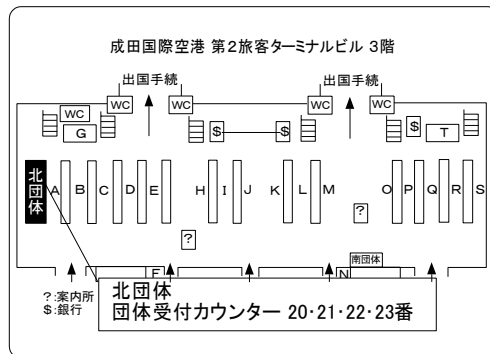 成田国際空港 第2旅客ターミナルビル 3階
出国手続 出国手続
WC WC WC WC
WC
G $ $ $ T
北団体
A B C D E H I J K L M O P Q R S
?
?
南団体
F N
?:案内所
$:銀行
北団体
団体受付カウンター 20・21・22・23番